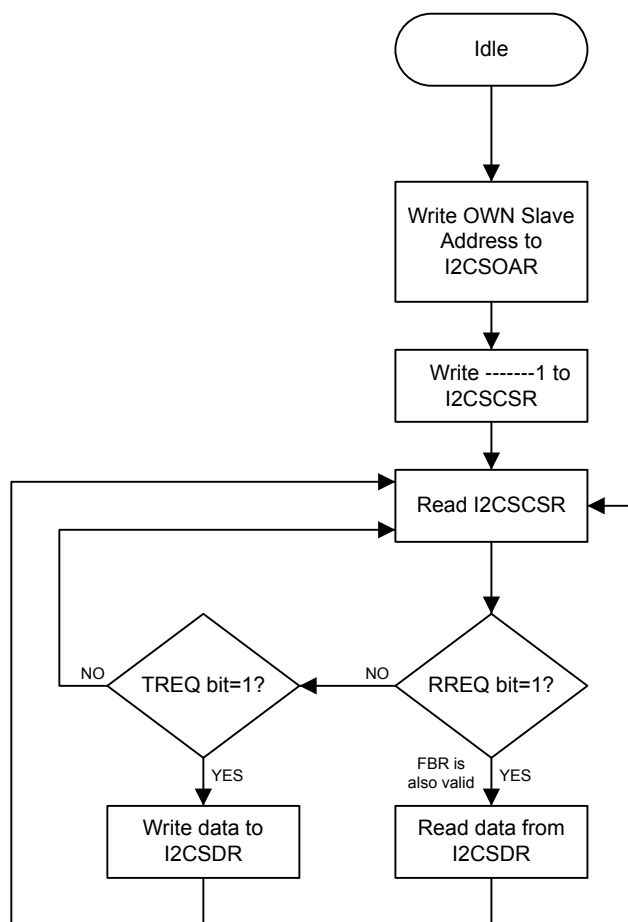 Idle
Write OWN Slave
Address to
I2CSOAR
Write -------1 to
I2CSCSR
Read I2CSCSR
NO
TREQ bit=1?
NO
RREQ bit=1?
YES
FBR is
also valid
YES
Write data to
I2CSDR
Read data from
I2CSDR